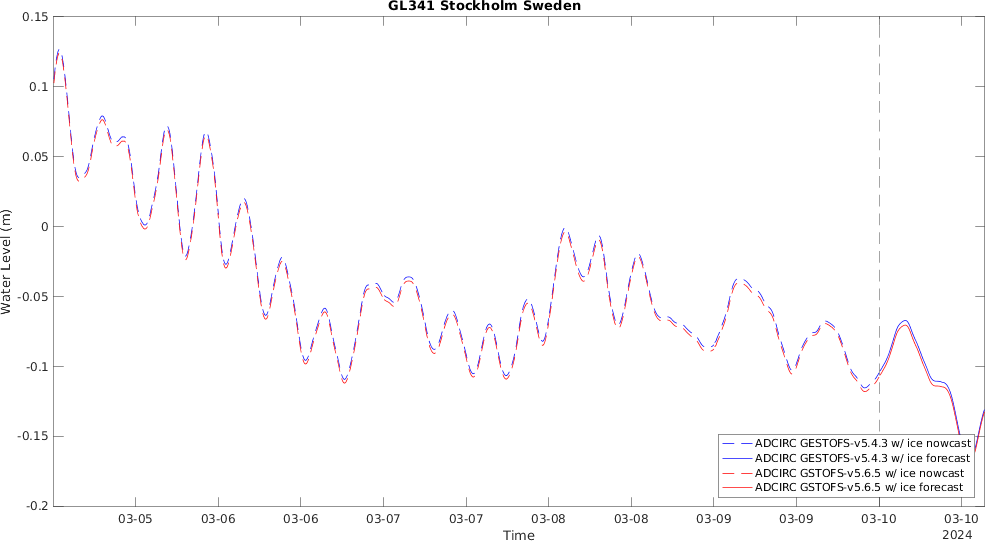 GL341 Stockholm Sweden
0.15
0.1
0.05
0
-0.05
-0.1
-0.15
-0.2
Water Level (m)
ADCIRC GESTOFS-v5.4.3 w/ ice nowcast
ADCIRC GESTOFS-v5.4.3 w/ ice forecast
ADCIRC GSTOFS-v5.6.5 w/ ice nowcast
ADCIRC GSTOFS-v5.6.5 w/ ice forecast
03-05 03-06 03-06 03-07 03-07 03-08 03-08 03-09 03-09 03-10 03-10
Time 2024